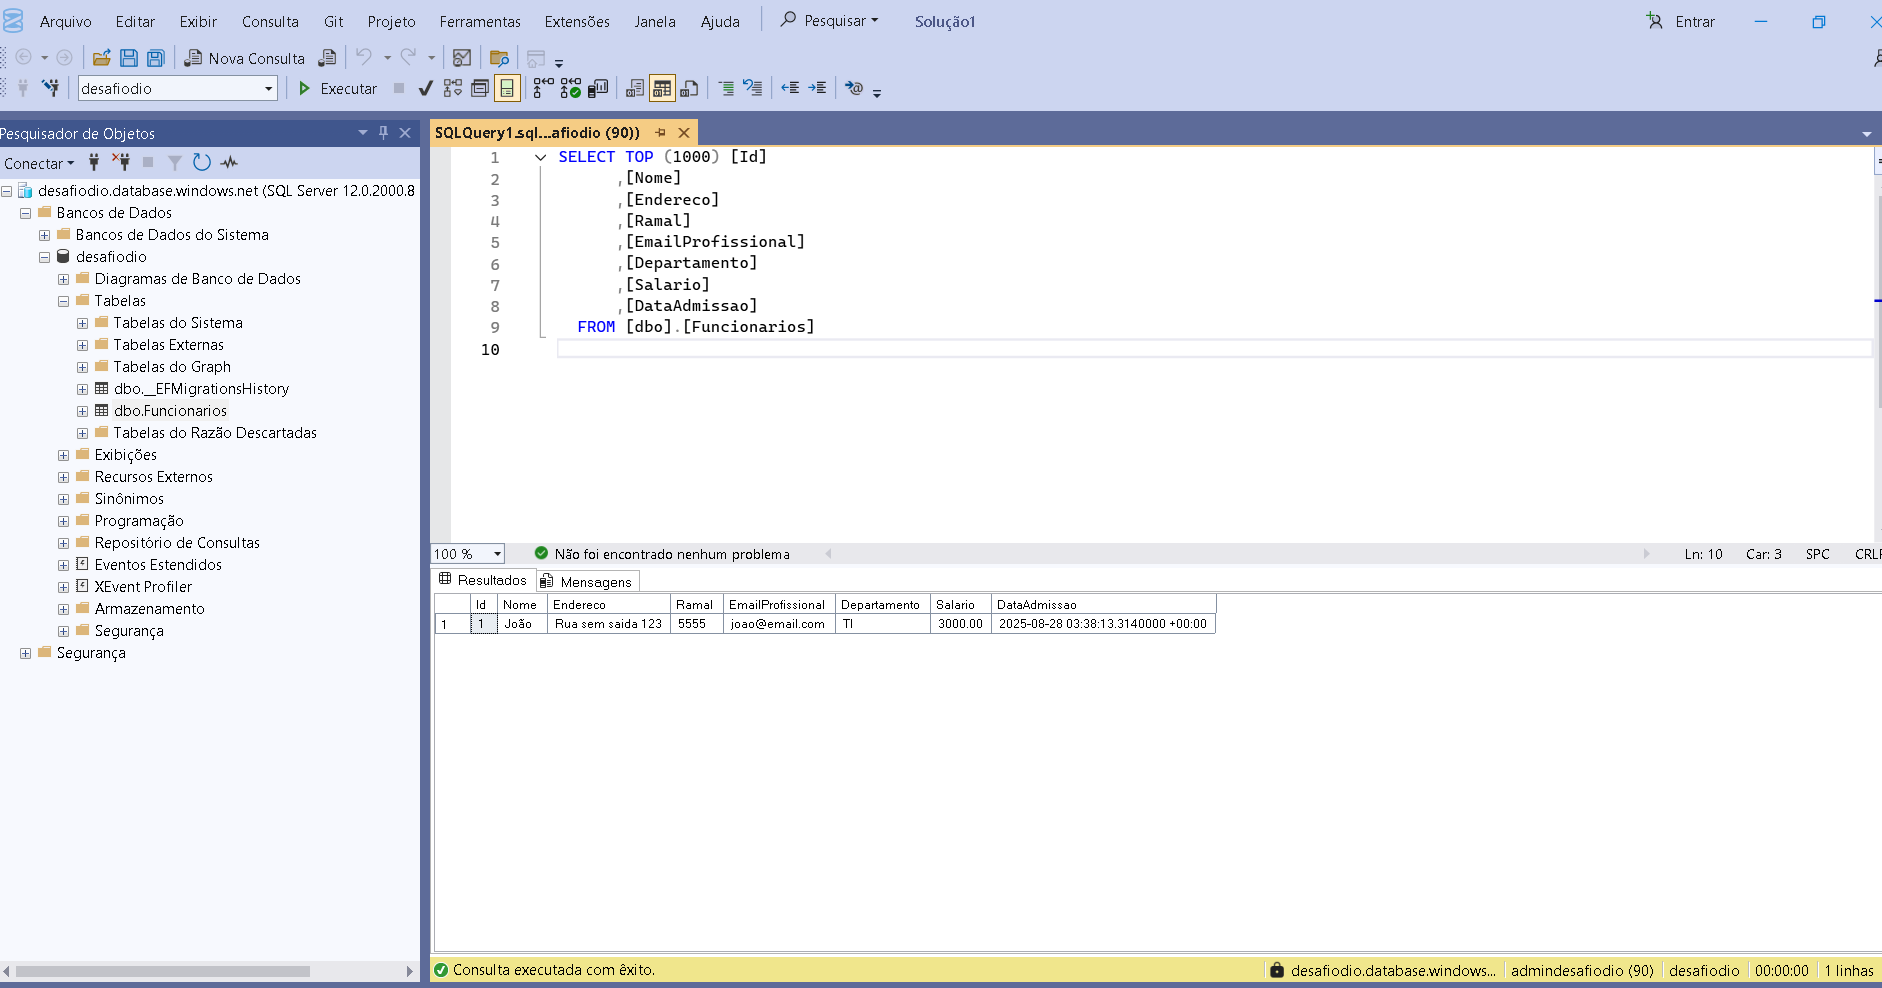 Arquivo Editar Exibir Consulta Git Projeto Ferramentas Extensões Janela Ajuda Pesquisar Solução1 Entrar
Nova Consulta
desafiodio Executar
Pesquisador de Objetos
Conectar
desafiodio.database.windows.net (SQL Server 12.0.2000.8
Bancos de Dados
Bancos de Dados do Sistema
desafiodio
Diagramas de Banco de Dados
Tabelas
Tabelas do Sistema
Tabelas Externas
Tabelas do Graph
dbo.__EFMigrationsHistory
dbo.Funcionarios
Tabelas do Razão Descartadas
Exibições
Recursos Externos
Sinônimos
Programação
Repositório de Consultas
Eventos Estendidos
XEvent Profiler
Armazenamento
Segurança
Segurança
SQLQuery1.sql...afiodio (90))
1 SELECT TOP (1000) [Id]
2 ,[Nome]
3 ,[Endereco]
4 ,[Ramal]
5 ,[EmailProfissional]
6 ,[Departamento]
7 ,[Salario]
8 ,[DataAdmissao]
9 FROM [dbo].[Funcionarios]
10
100 % Não foi encontrado nenhum problema Ln: 10 Car: 3 SPC CRLF
Resultados Mensagens
Id Nome Endereco Ramal EmailProfissional Departamento Salario DataAdmissao
1 1 João Rua sem saida 123 5555 joao@email.com TI 3000.00 2025-08-28 03:38:13.3140000 +00:00
Consulta executada com êxito. desafiodio.database.windows... admindesafiodio (90) desafiodio 00:00:00 1 linhas